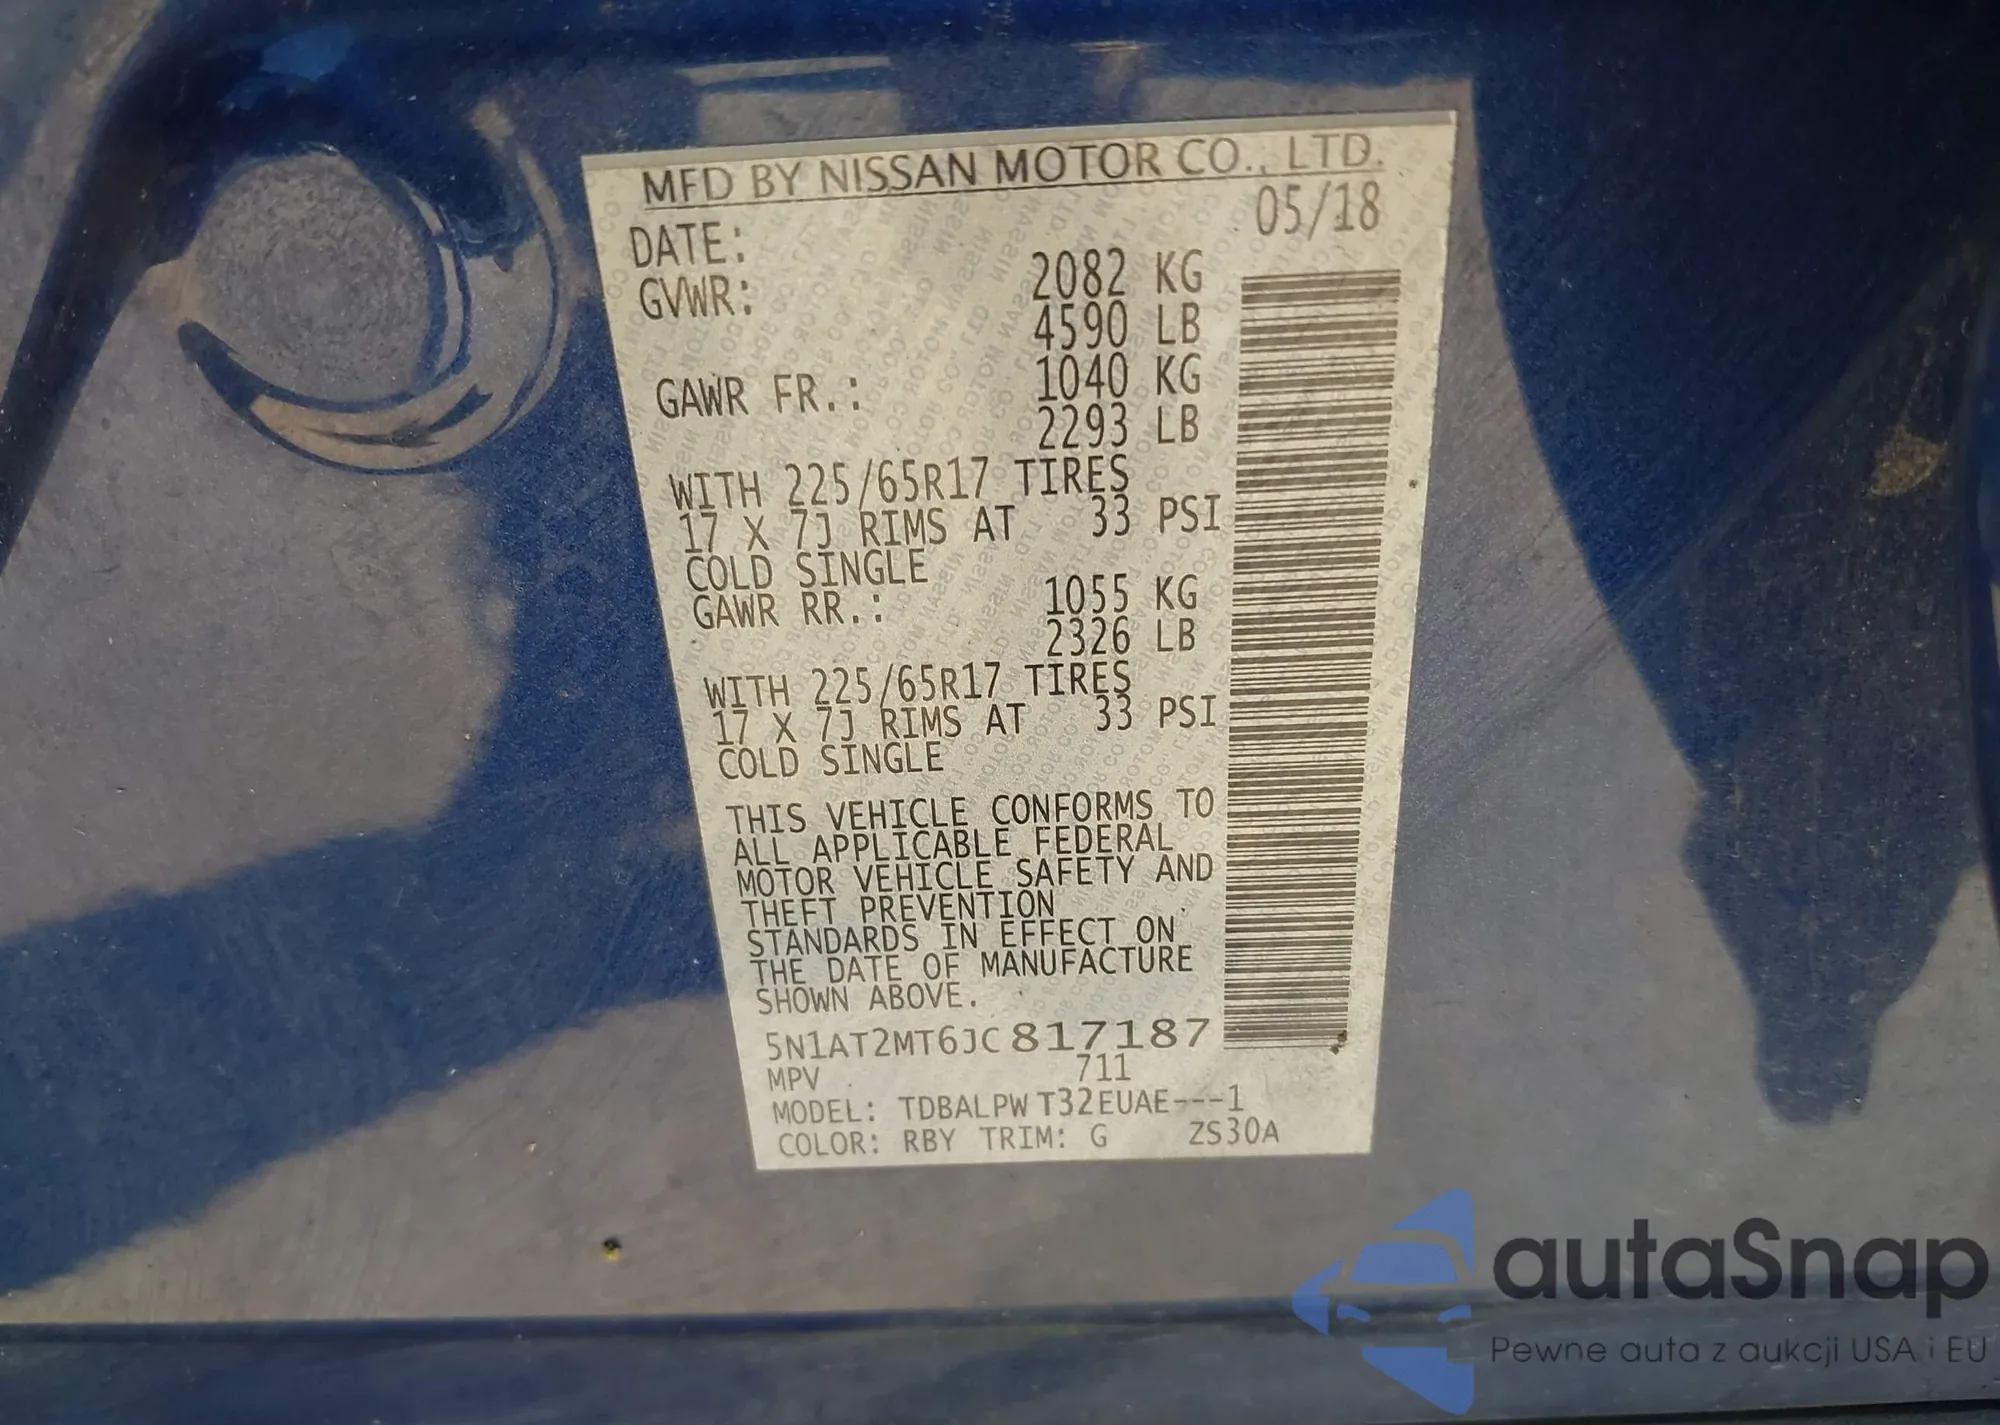 MFD BY NISSAN MOTOR CO., LTD.
DATE: 05/18
GVWR: 2082 KG
4590 LB
GAWR FR.: 1040 KG
2293 LB
WITH 225/65R17 TIRES
17 X 7J RIMS AT 33 PSI
COLD SINGLE
GAWR RR.: 1055 KG
2326 LB
WITH 225/65R17 TIRES
17 X 7J RIMS AT 33 PSI
COLD SINGLE
THIS VEHICLE CONFORMS TO
ALL APPLICABLE FEDERAL
MOTOR VEHICLE SAFETY AND
THEFT PREVENTION
STANDARDS IN EFFECT ON
THE DATE OF MANUFACTURE
SHOWN ABOVE.
5N1AT2MT6JC817187
MPV 711
MODEL: TDBALPW T32EUAE---1
COLOR: RBY TRIM: G ZS30A
autaSnap
Pewne auta z aukcji USA i EU